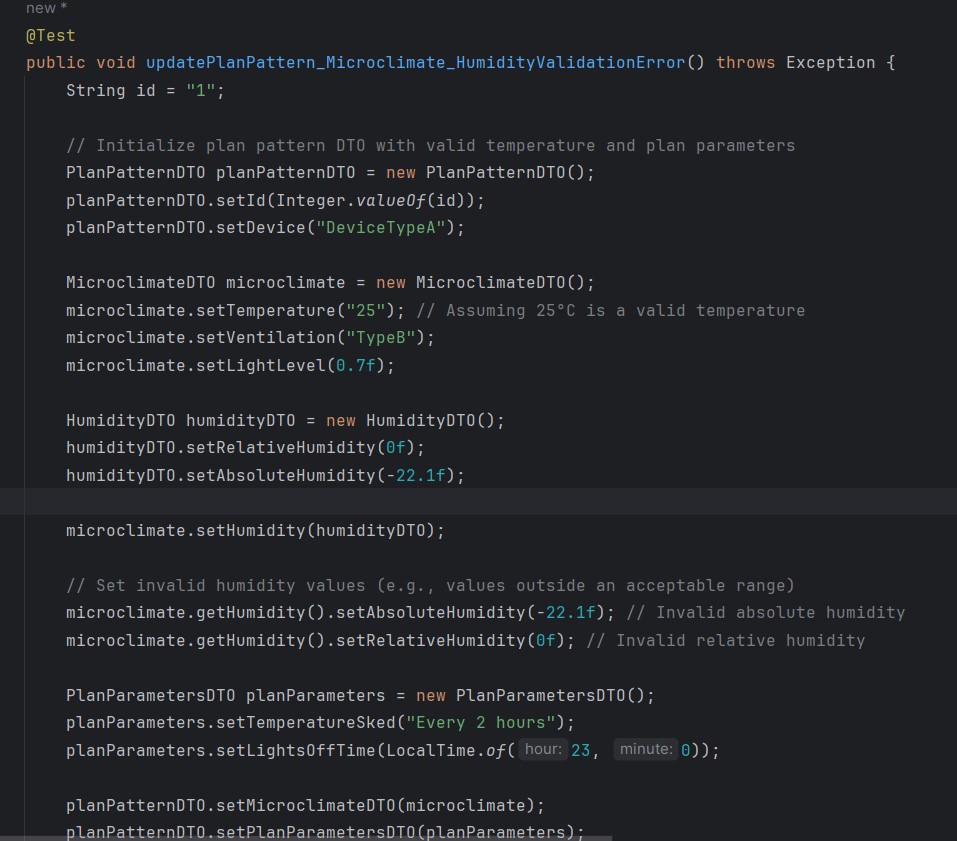 new *
@Test
public void updatePlanPattern_Microclimate_HumidityValidationError() throws Exception {
String id = "1";
// Initialize plan pattern DTO with valid temperature and plan parameters
PlanPatternDTO planPatternDTO = new PlanPatternDTO();
planPatternDTO.setId(Integer.valueOf(id));
planPatternDTO.setDevice("DeviceTypeA");
MicroclimateDTO microclimate = new MicroclimateDTO();
microclimate.setTemperature("25"); // Assuming 25°C is a valid temperature
microclimate.setVentilation("TypeB");
microclimate.setLightLevel(0.7f);
HumidityDTO humidityDTO = new HumidityDTO();
humidityDTO.setRelativeHumidity(0f);
humidityDTO.setAbsoluteHumidity(-22.1f);
microclimate.setHumidity(humidityDTO);
// Set invalid humidity values (e.g., values outside an acceptable range)
microclimate.getHumidity().setAbsoluteHumidity(-22.1f); // Invalid absolute humidity
microclimate.getHumidity().setRelativeHumidity(0f); // Invalid relative humidity
PlanParametersDTO planParameters = new PlanParametersDTO();
planParameters.setTemperatureSked("Every 2 hours");
planParameters.setLightsOffTime(LocalTime.of( hour: 23, minute: 0));
planPatternDTO.setMicroclimateDTO(microclimate);
planPatternDTO.setPlanParametersDTO(planParameters);